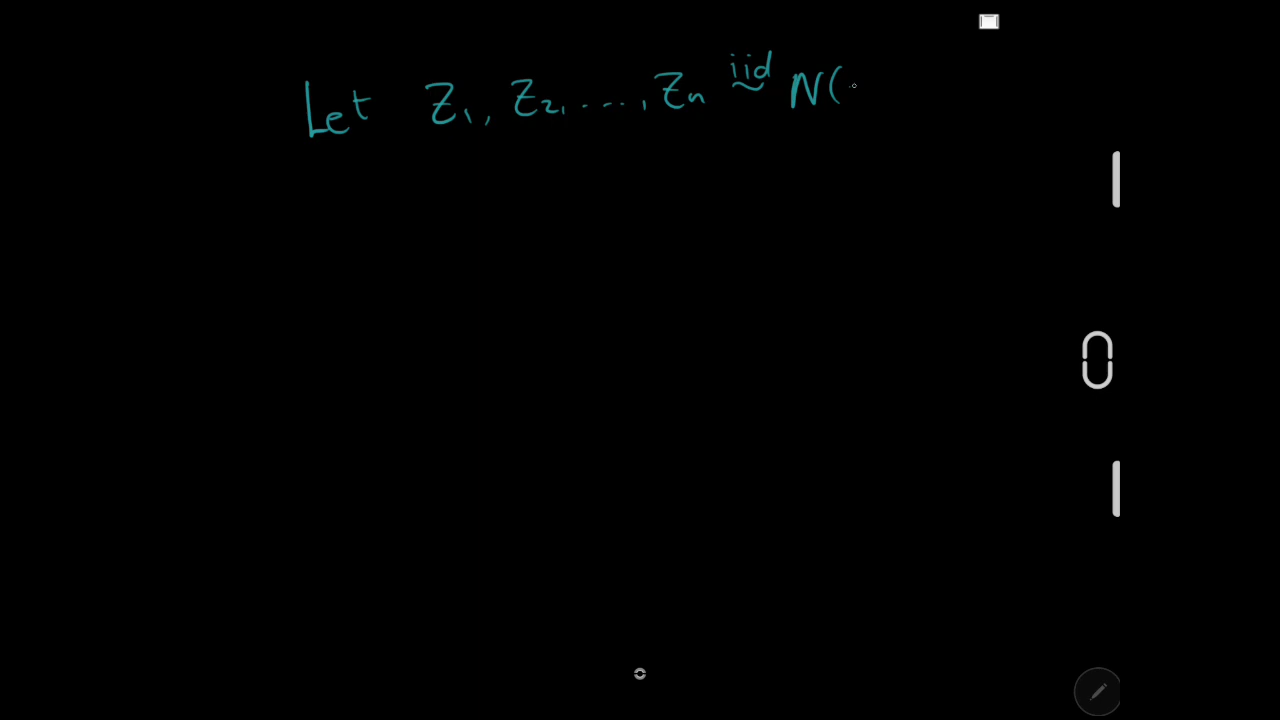 Let Z₁, Z₂, ...., Zₙ iid ~ N(